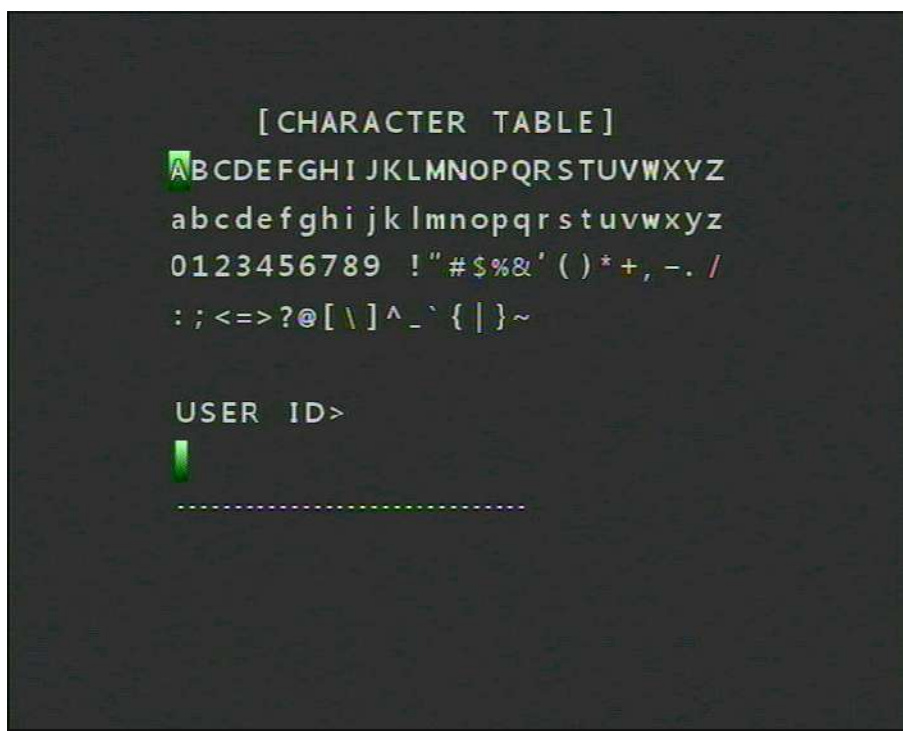 [CHARACTER TABLE]
ABCDEFGHIJKLMNOPQRSTUVWXYZ
abcdefghijklmnopqrstuvwxyz
0123456789 !"#$%&'()*+,-./
:;<=>?@[\]^_`{|}~
USER ID>